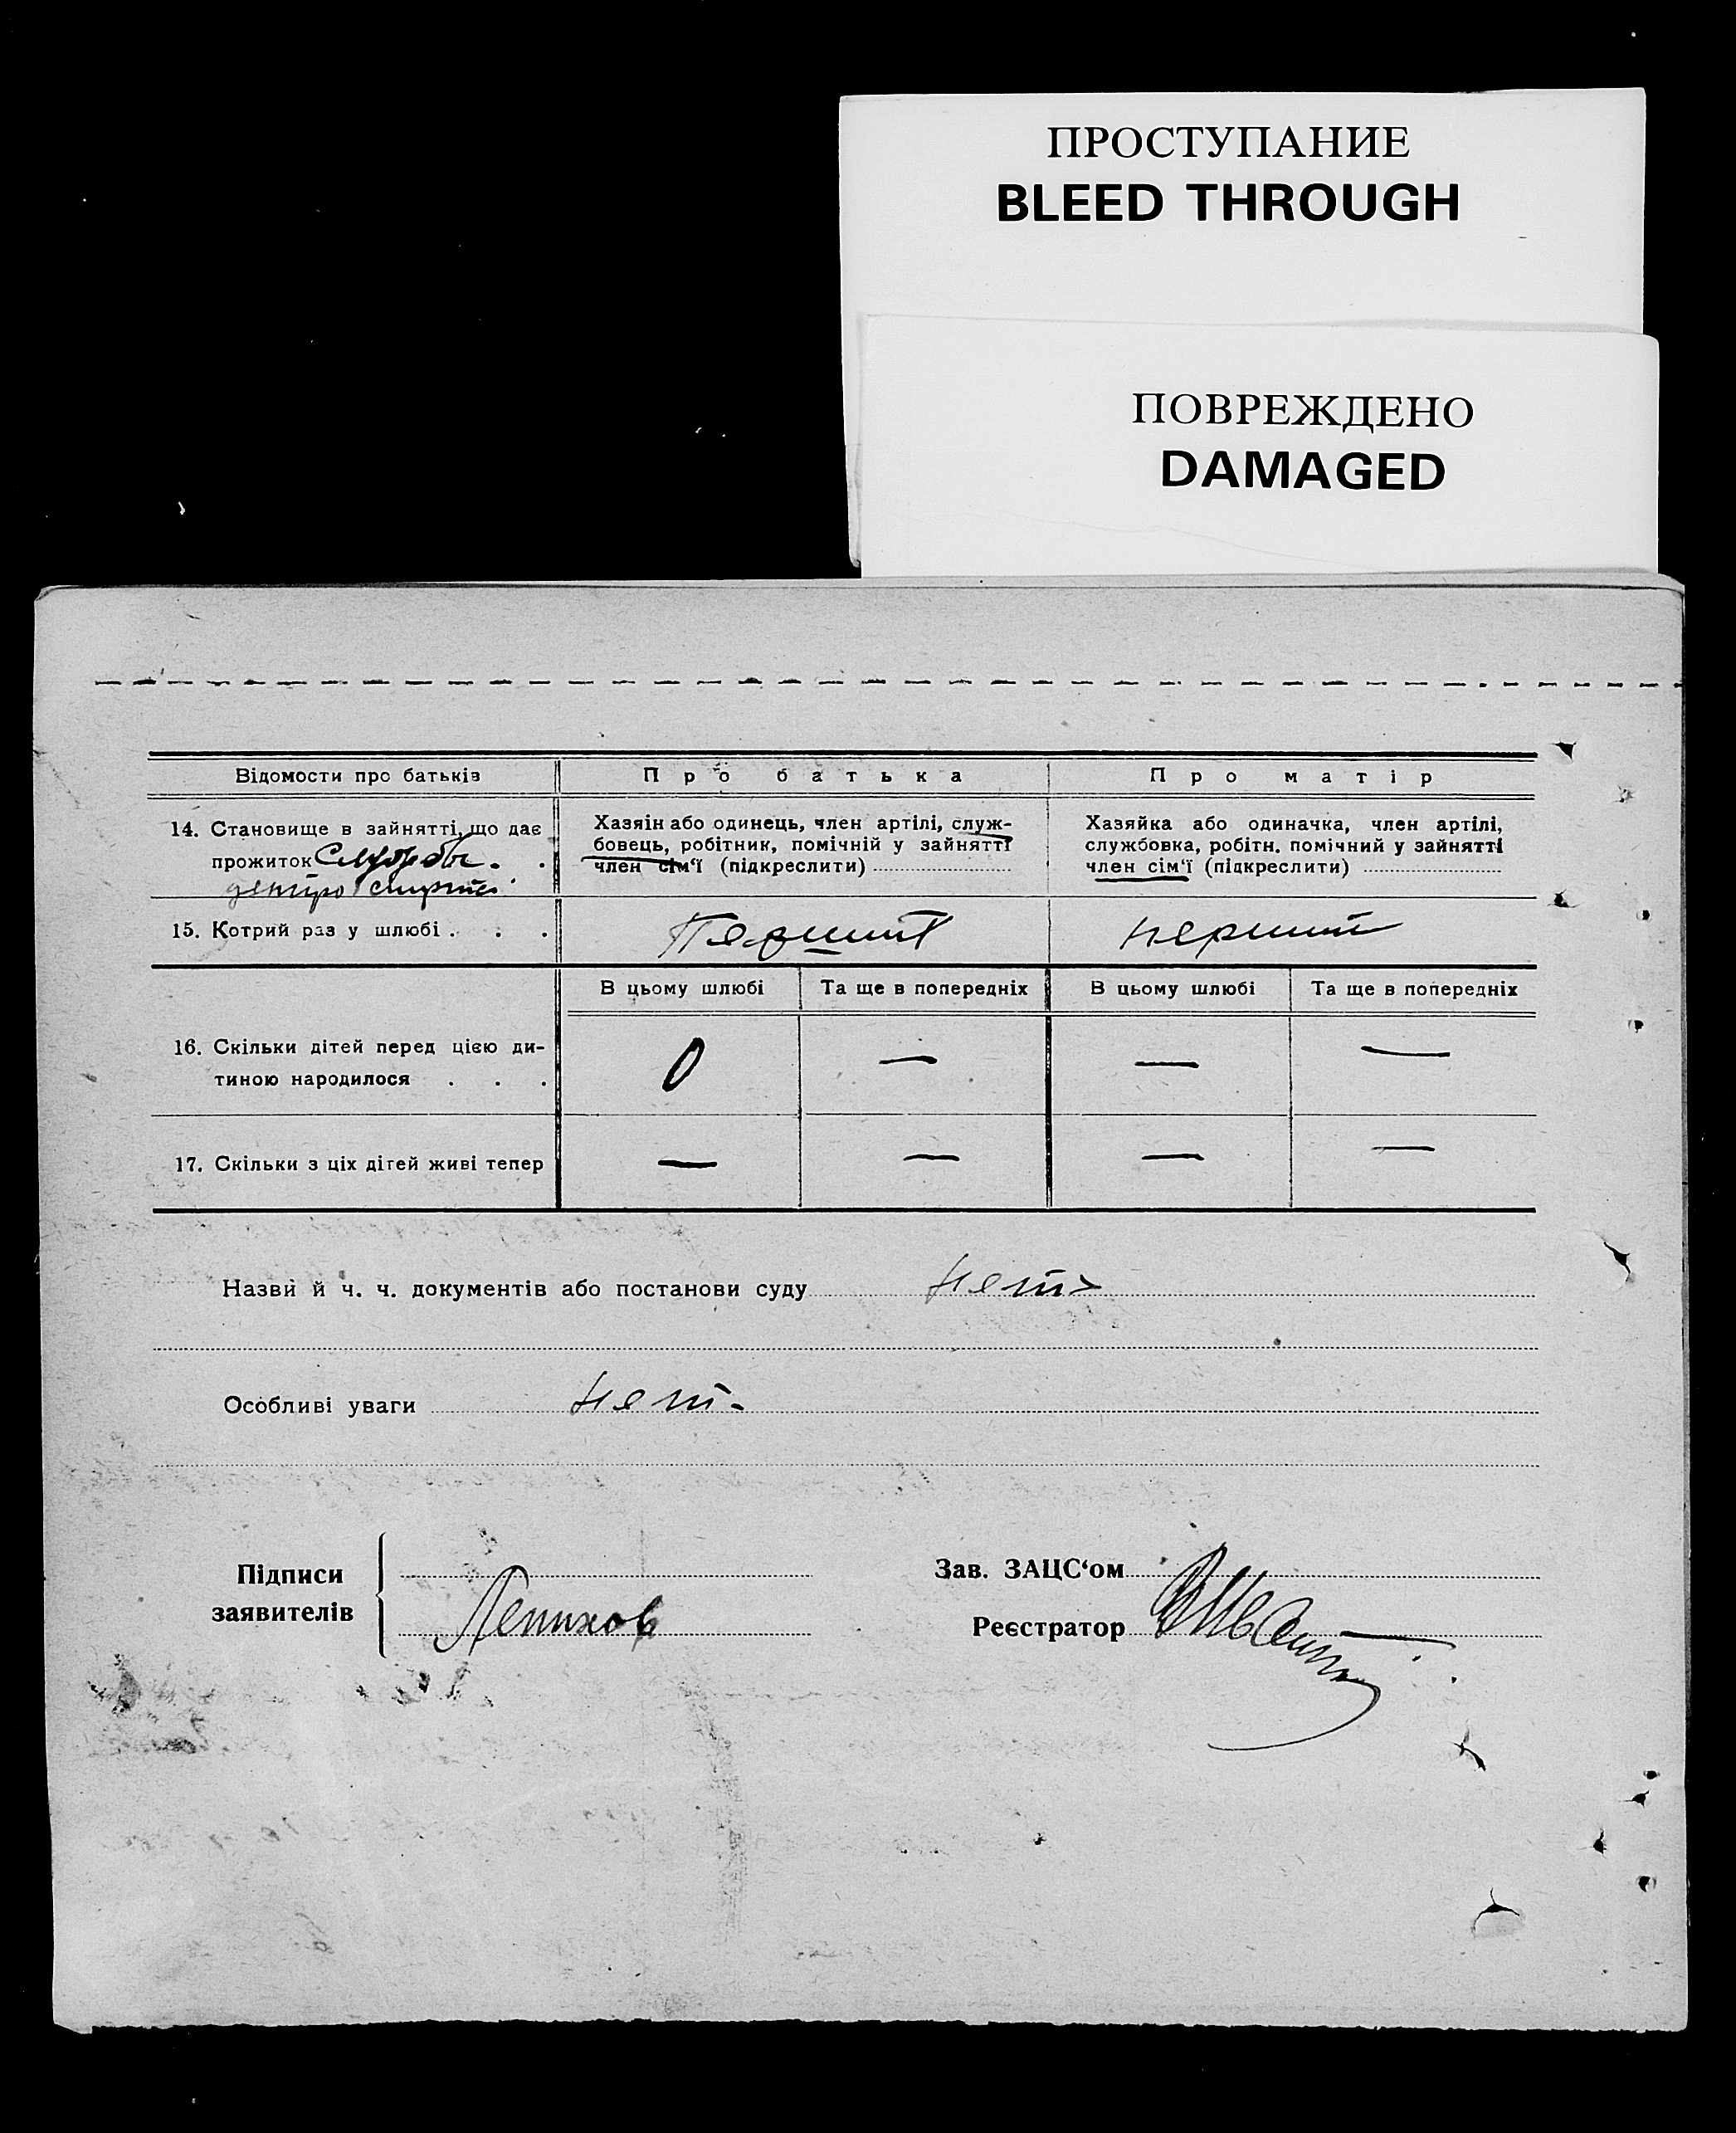 ПРОСТУПАНИЕ
BLEED THROUGH
ПОВРЕЖДЕНО
DAMAGED
Відомости про батьків Про батька Про матір
14. Становище в зайнятті, що дає
прожиток . .
Хазяін або одинець, член артілі, служ-
бовець, робітник, помічній у зайнятті
член сім'ї (підкреслити)
Хазяйка або одиначка, член артілі,
службовка, робітн. помічний у зайнятті
член сім'ї (підкреслити)
15. Котрий раз у шлюбі . . . Первый первый
В цьому шлюбі Та ще в попередніх В цьому шлюбі Та ще в попередніх
16. Скільки дітей перед цією ди-
тиною народилося . . . 0 — — —
17. Скільки з ціх дітей живі тепер — — — —
Назви й ч. ч. документів або постанови суду нет
Особливі уваги нет
Підписи
заявителів
Зав. ЗАЦС'ом
Реєстратор